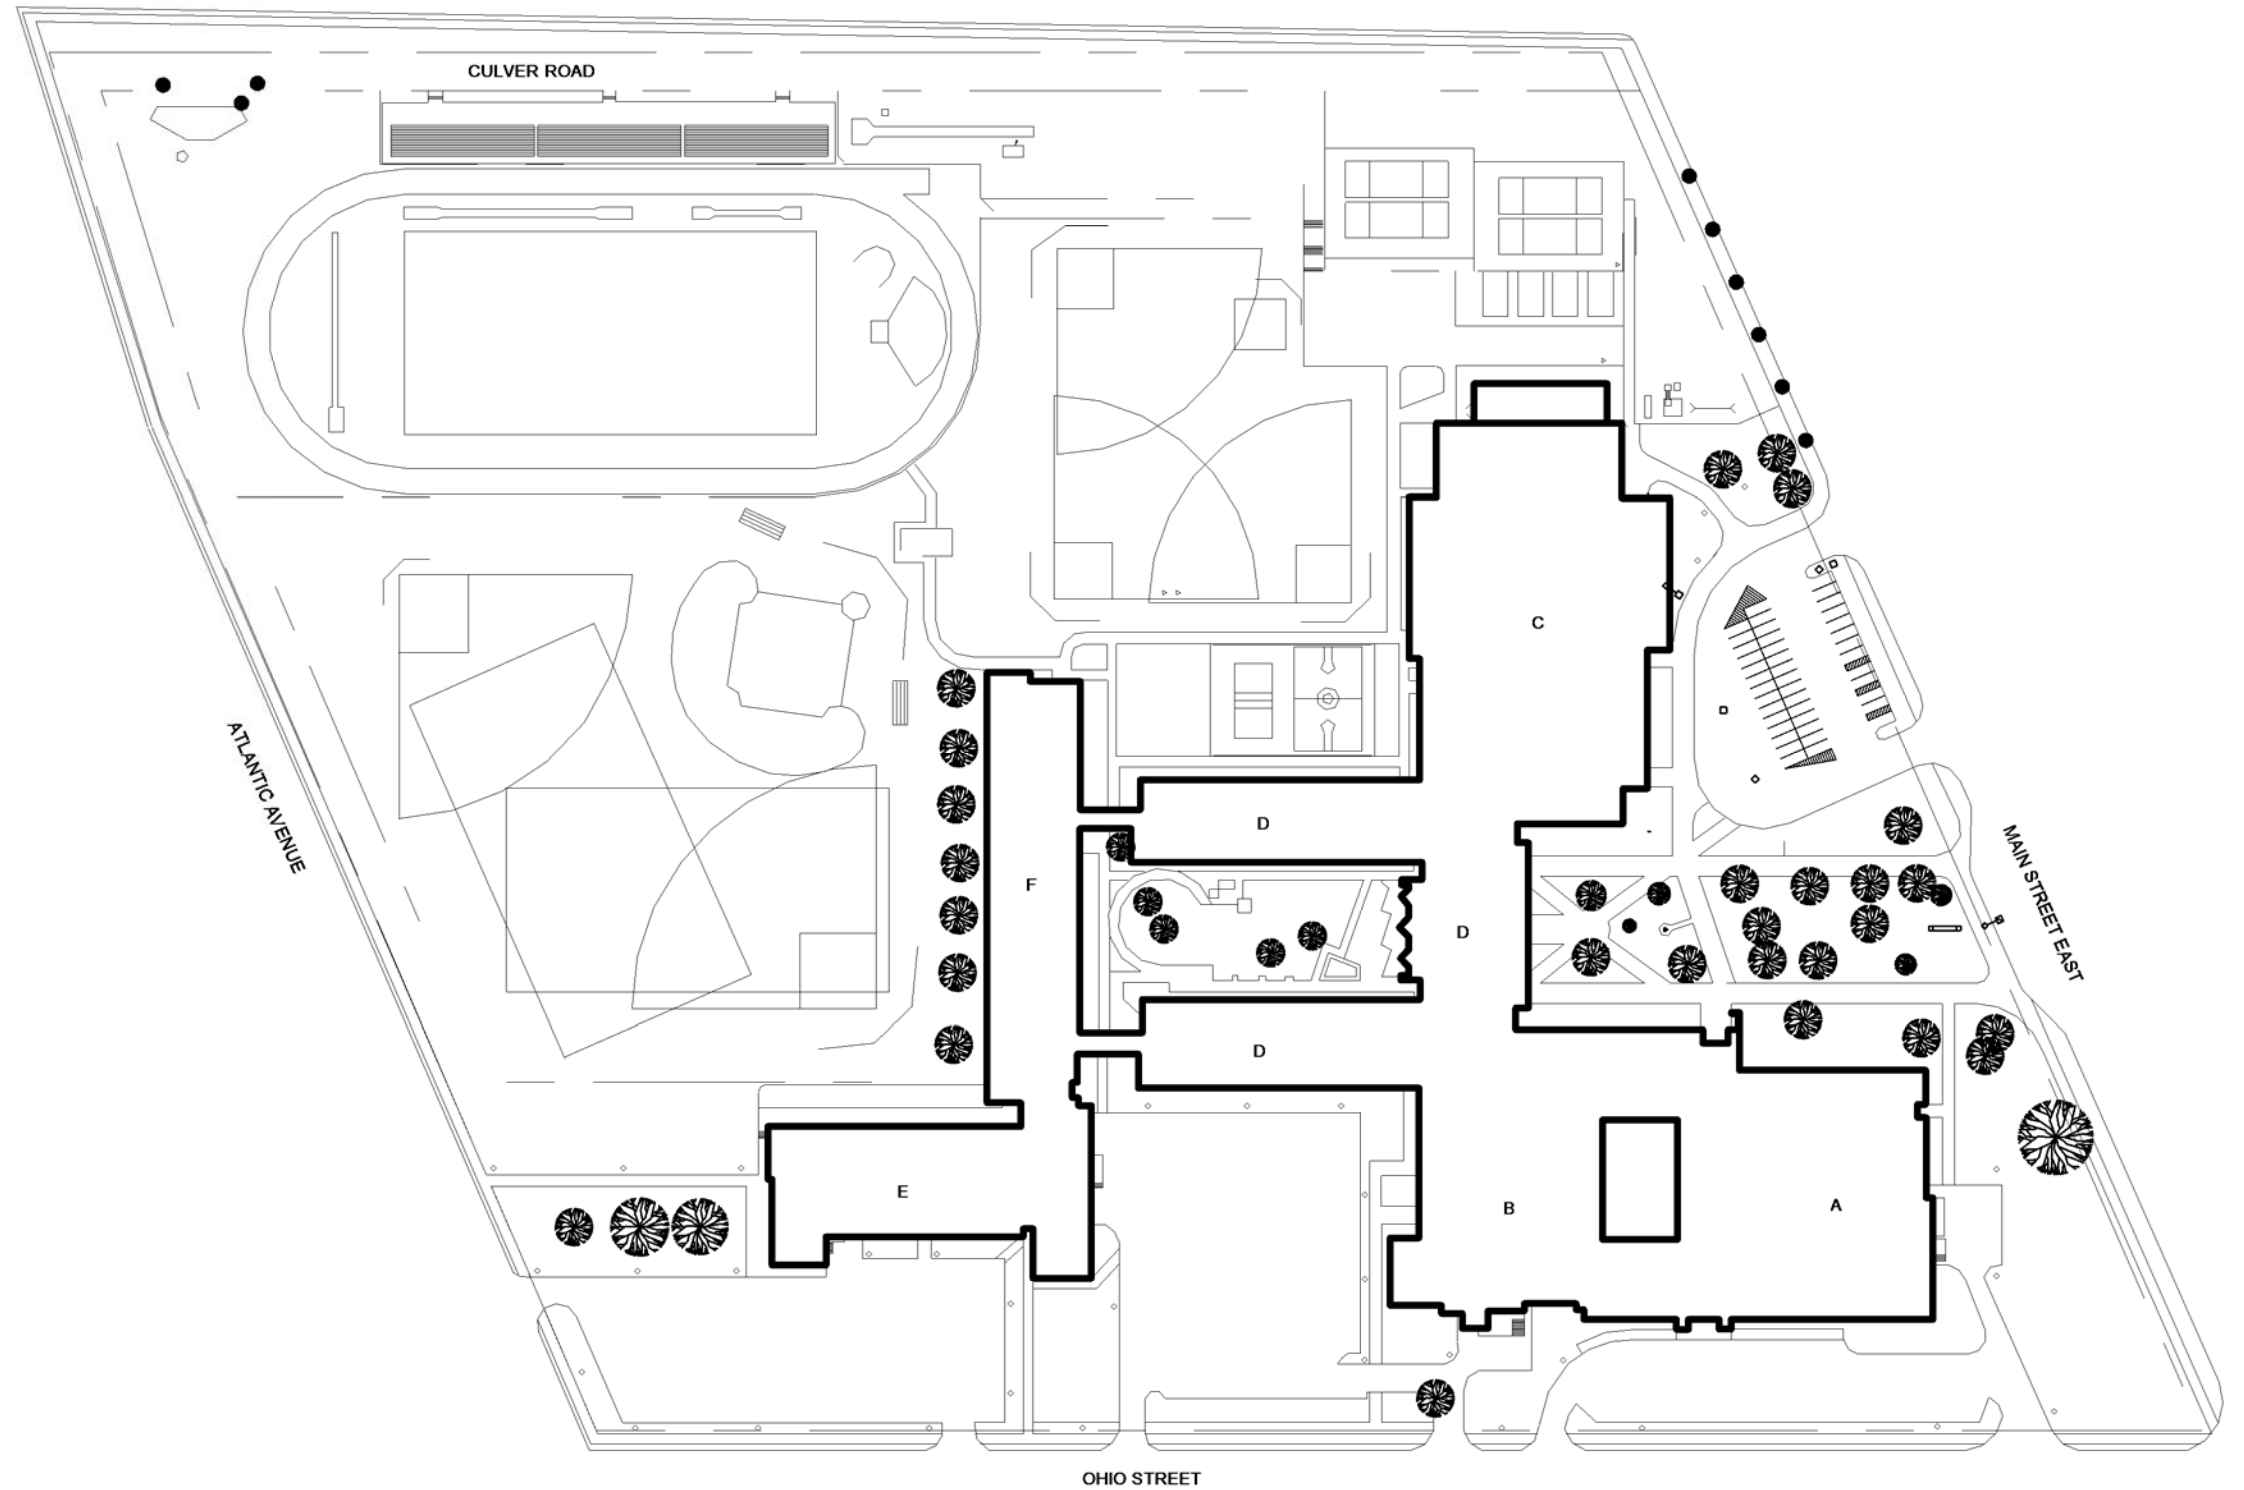 CULVER ROAD
C
ATLANTIC AVENUE
D
MAIN STREET EAST
F
D
D
E
B
A
OHIO STREET